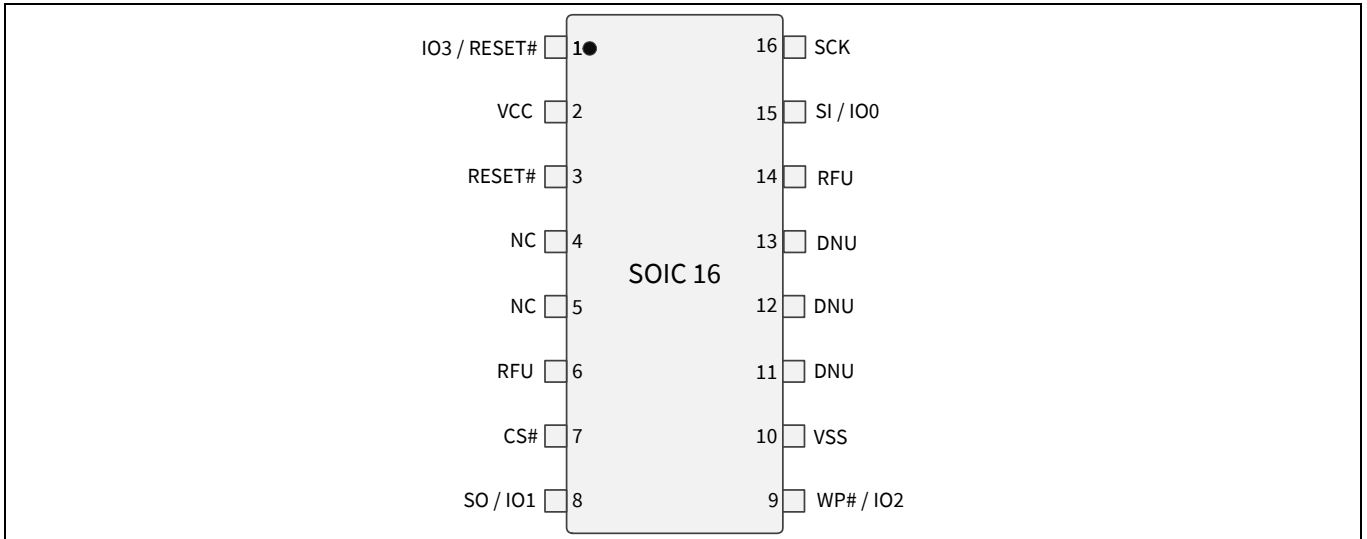 IO3 / RESET# 1 16 SCK
VCC 2 15 SI / IO0
RESET# 3 14 RFU
NC 4 13 DNU
SOIC 16
NC 5 12 DNU
RFU 6 11 DNU
CS# 7 10 VSS
SO / IO1 8 9 WP# / IO2